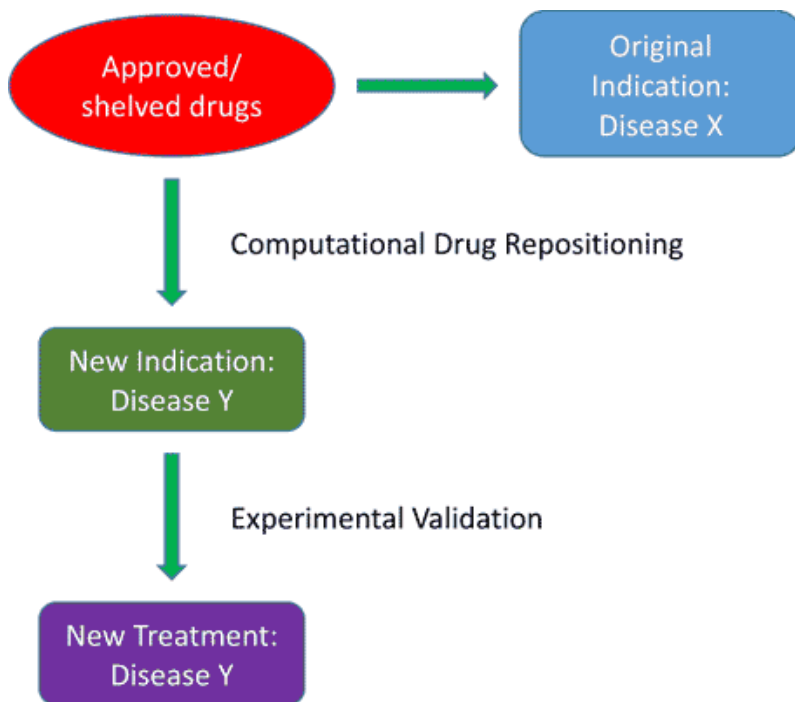 Approved/
shelved drugs
Original
Indication:
Disease X
Computational Drug Repositioning
New Indication:
Disease Y
Experimental Validation
New Treatment:
Disease Y